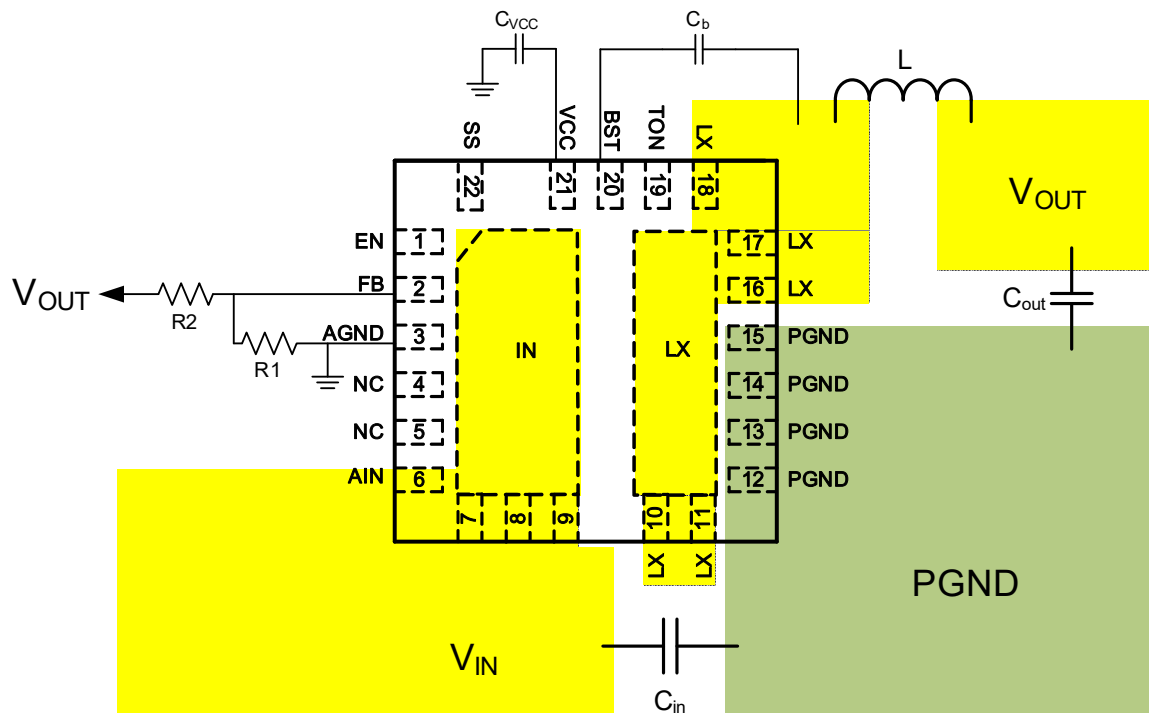 CVCC
Cb
L
SS
VCC
BST
TON
LX
22
21
20
19
18
VOUT
EN
1
17
LX
FB
2
16
LX
VOUT
R2
Cout
AGND
3
15
PGND
R1
IN
LX
NC
4
14
PGND
NC
5
13
PGND
AIN
6
12
PGND
7
8
9
10
11
LX
LX
PGND
VIN
Cin